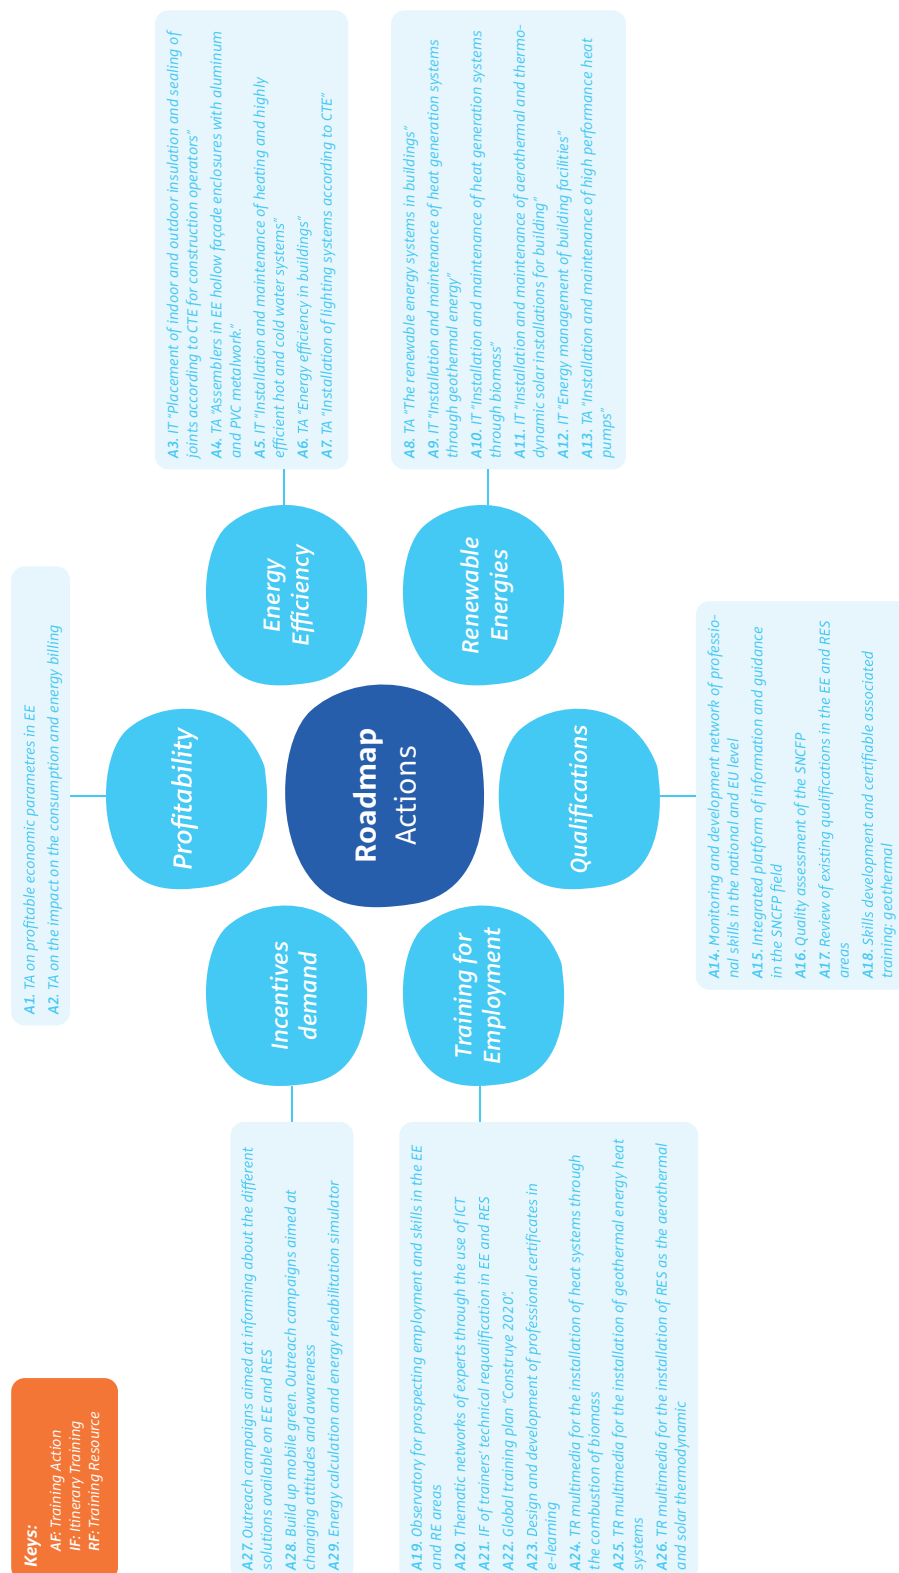 Keys:
AF: Training Action
IF: Itinerary Training
RF: Training Resource
A1. TA on profitable economic parametres in EE
A2. TA on the impact on the consumption and energy billing
A3. IT "Placement of indoor and outdoor insulation and sealing of
joints according to CTE for construction operators"
A4. TA "Assemblers in EE hollow façade enclosures with aluminum
and PVC metalwork."
A5. IT "Installation and maintenance of heating and highly
efficient hot and cold water systems"
A6. TA "Energy efficiency in buildings"
A7. TA "Installation of lighting systems according to CTE"
Profitability
Incentives
demand
Energy
Efficiency
Roadmap
Actions
Training for
Employment
Renewable
Energies
Qualifications
A27. Outreach campaigns aimed at informing about the different
solutions available on EE and RES
A28. Build up mobile green. Outreach campaigns aimed at
changing attitudes and awareness
A29. Energy calculation and energy rehabilitation simulator
A8. TA "The renewable energy systems in buildings"
A9. IT "Installation and maintenance of heat generation systems
through geothermal energy"
A10. IT "Installation and maintenance of heat generation systems
through biomass"
A11. IT "Installation and maintenance of aerothermal and thermo-
dynamic solar installations for building"
A12. IT "Energy management of building facilities"
A13. TA "Installation and maintenance of high performance heat
pumps"
A19. Observatory for prospecting employment and skills in the EE
and RE areas
A20. Thematic networks of experts through the use of ICT
A21. IF of trainers' technical requalification in EE and RES
A22. Global training plan "Construye 2020".
A23. Design and development of professional certificates in
e-learning
A24. TR multimedia for the installation of heat systems through
the combustion of biomass
A25. TR multimedia for the installation of geothermal energy heat
systems
A26. TR multimedia for the installation of RES as the aerothermal
and solar thermodynamic
A14. Monitoring and development network of professio-
nal skills in the national and EU level
A15. Integrated platform of information and guidance
in the SNCFP field
A16. Quality assessment of the SNCFP
A17. Review of existing qualifications in the EE and RES
areas
A18. Skills development and certifiable associated
training: geothermal